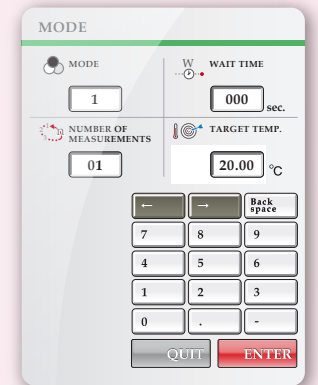 MODE
MODE
W WAIT TIME
1
000 sec.
NUMBER OF
MEASUREMENTS
TARGET TEMP.
01
20.00 °C
← → Back
space
7 8 9
4 5 6
1 2 3
0 . -
QUIT ENTER